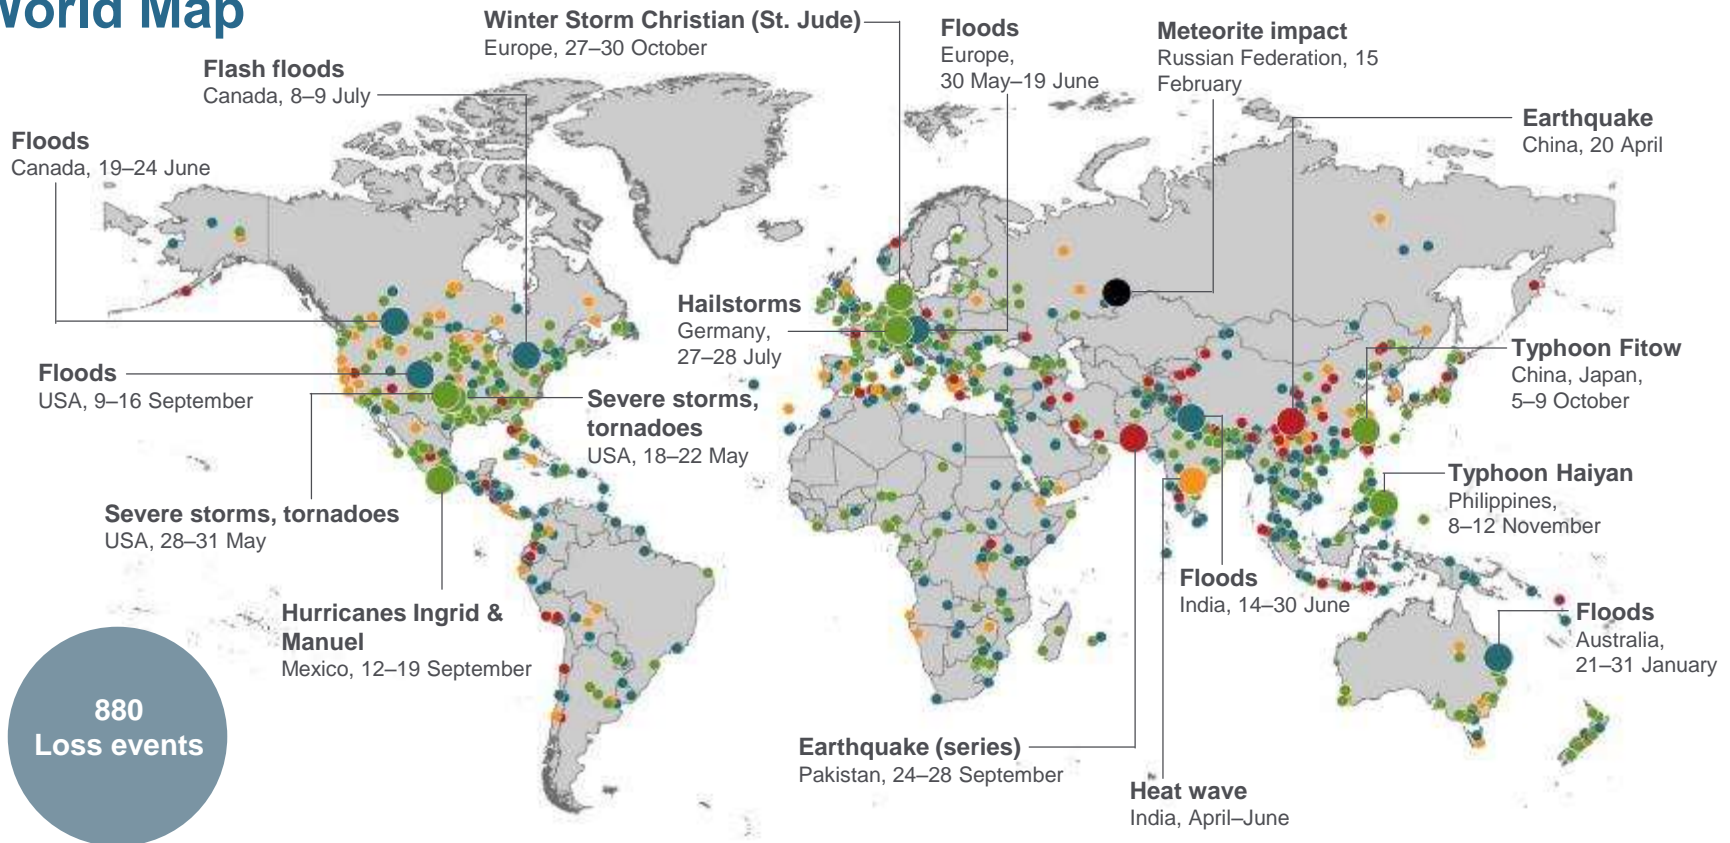 World Map
Winter Storm Christian (St. Jude)
Europe, 27–30 October
Floods
Europe,
30 May–19 June
Meteorite impact
Russian Federation, 15
February
Flash floods
Canada, 8–9 July
Earthquake
China, 20 April
Floods
Canada, 19–24 June
Hailstorms
Germany,
27–28 July
Typhoon Fitow
China, Japan,
5–9 October
Floods
USA, 9–16 September
Severe storms,
tornadoes
USA, 18–22 May
Typhoon Haiyan
Philippines,
8–12 November
Severe storms, tornadoes
USA, 28–31 May
Floods
India, 14–30 June
Hurricanes Ingrid &
Manuel
Mexico, 12–19 September
Floods
Australia,
21–31 January
880
Loss events
Earthquake (series)
Pakistan, 24–28 September
Heat wave
India, April–June